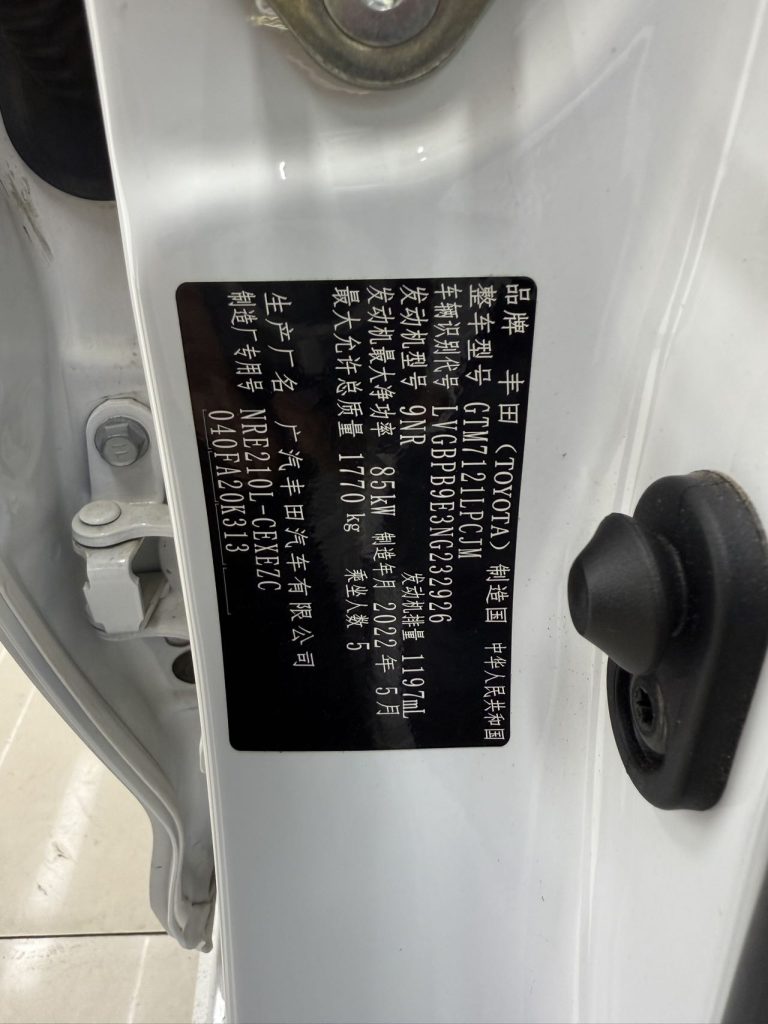 品牌 丰田(TOYOTA) 制造国 中华人民共和国
整车型号 GTM7121LPCJM
车辆识别代号 LVGBPB9E3NG232926
发动机型号 9NR 发动机排量 1197mL
发动机最大净功率 85kW 制造年月 2022年5月
最大允许总质量 1770kg 乘坐人数 5
生产厂名 广汽丰田汽车有限公司
制造厂专用号 NRE210L-CEXEZC
040FA20K313